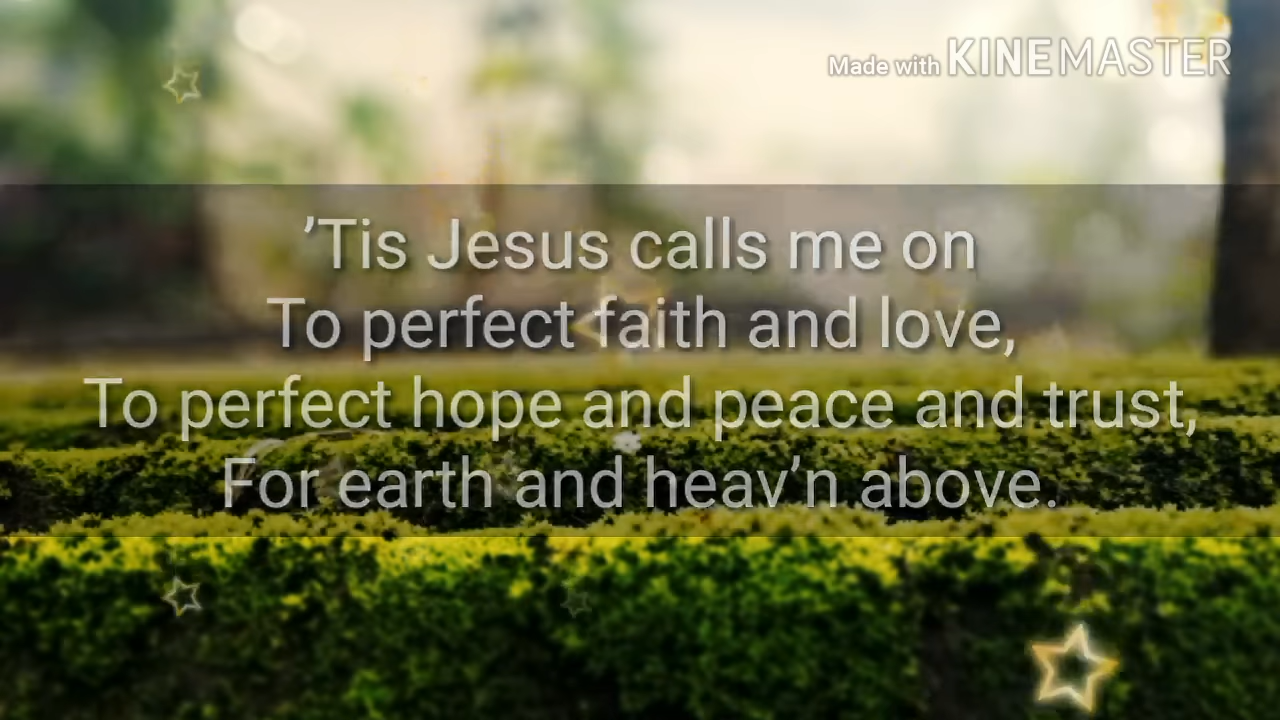 Made with KINEMASTER
’Tis Jesus calls me on
To perfect faith and love,
To perfect hope and peace and trust,
For earth and heav’n above.